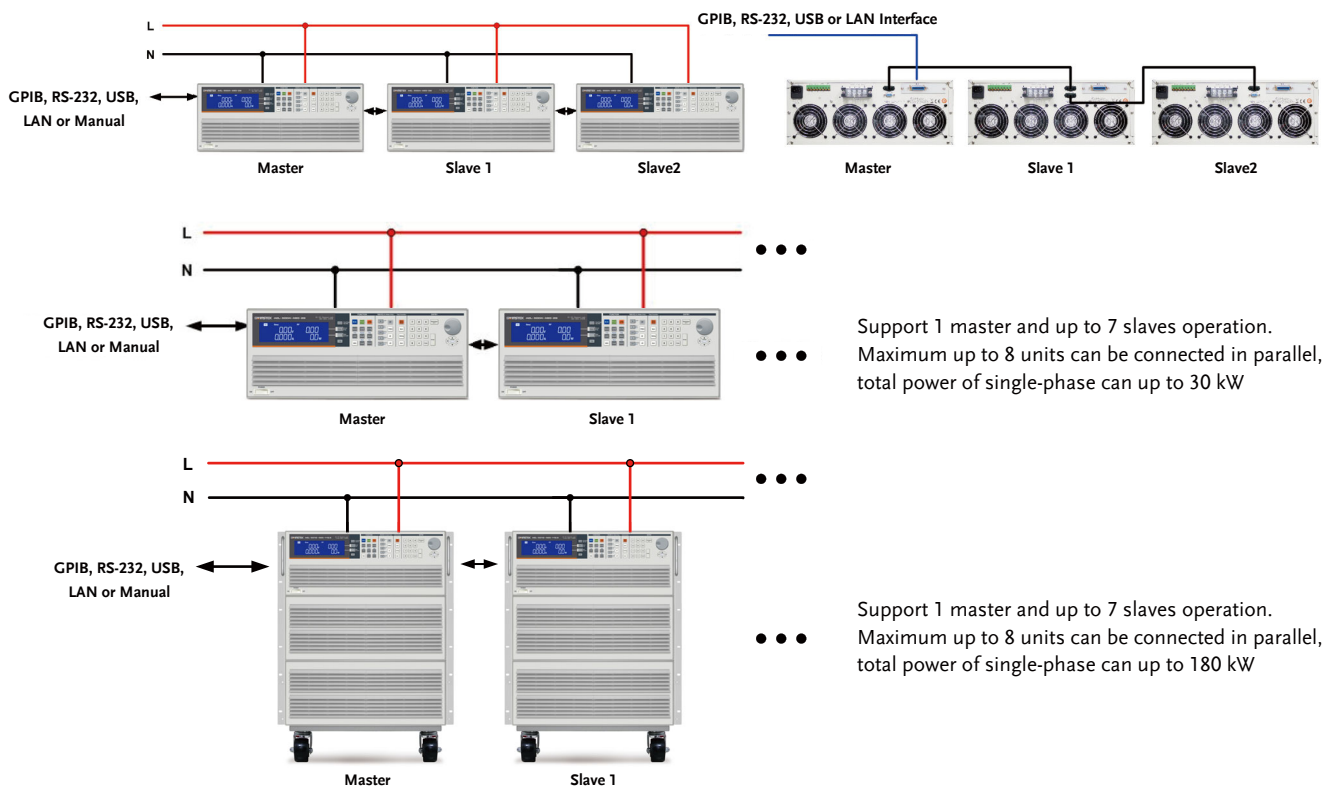 GPIB, RS-232, USB or LAN Interface
L
N
GPIB, RS-232, USB,
LAN or Manual
Master
Slave 1
Slave2
Master
Slave 1
Slave2
L
N
GPIB, RS-232, USB,
LAN or Manual
Master
Slave 1
Support 1 master and up to 7 slaves operation.
Maximum up to 8 units can be connected in parallel,
total power of single-phase can up to 30 kW
L
N
GPIB, RS-232, USB,
LAN or Manual
Master
Slave 1
Support 1 master and up to 7 slaves operation.
Maximum up to 8 units can be connected in parallel,
total power of single-phase can up to 180 kW